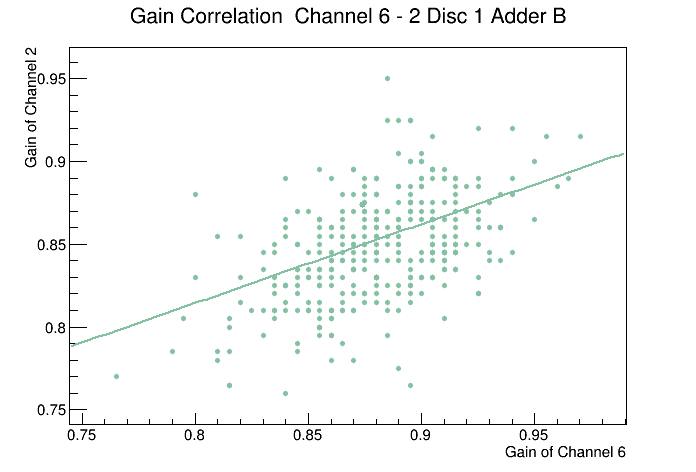 Gain Correlation  Channel 6 - 2 Disc 1 Adder B
Gain of Channel 2
0.95
0.9
0.85
0.8
0.75
0.75 0.8 0.85 0.9 0.95
Gain of Channel 6